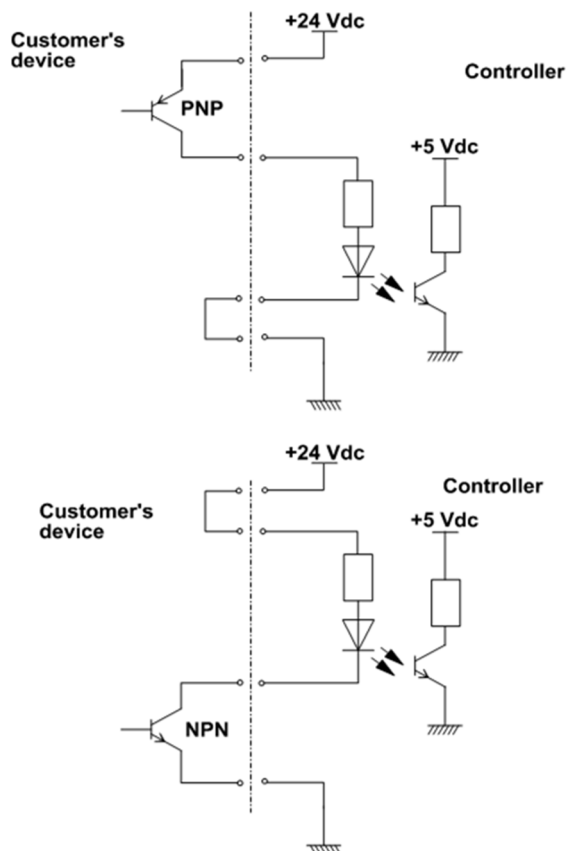 +24 Vdc
Customer's
device
Controller
PNP
+5 Vdc
+24 Vdc
Controller
Customer's
device
+5 Vdc
NPN